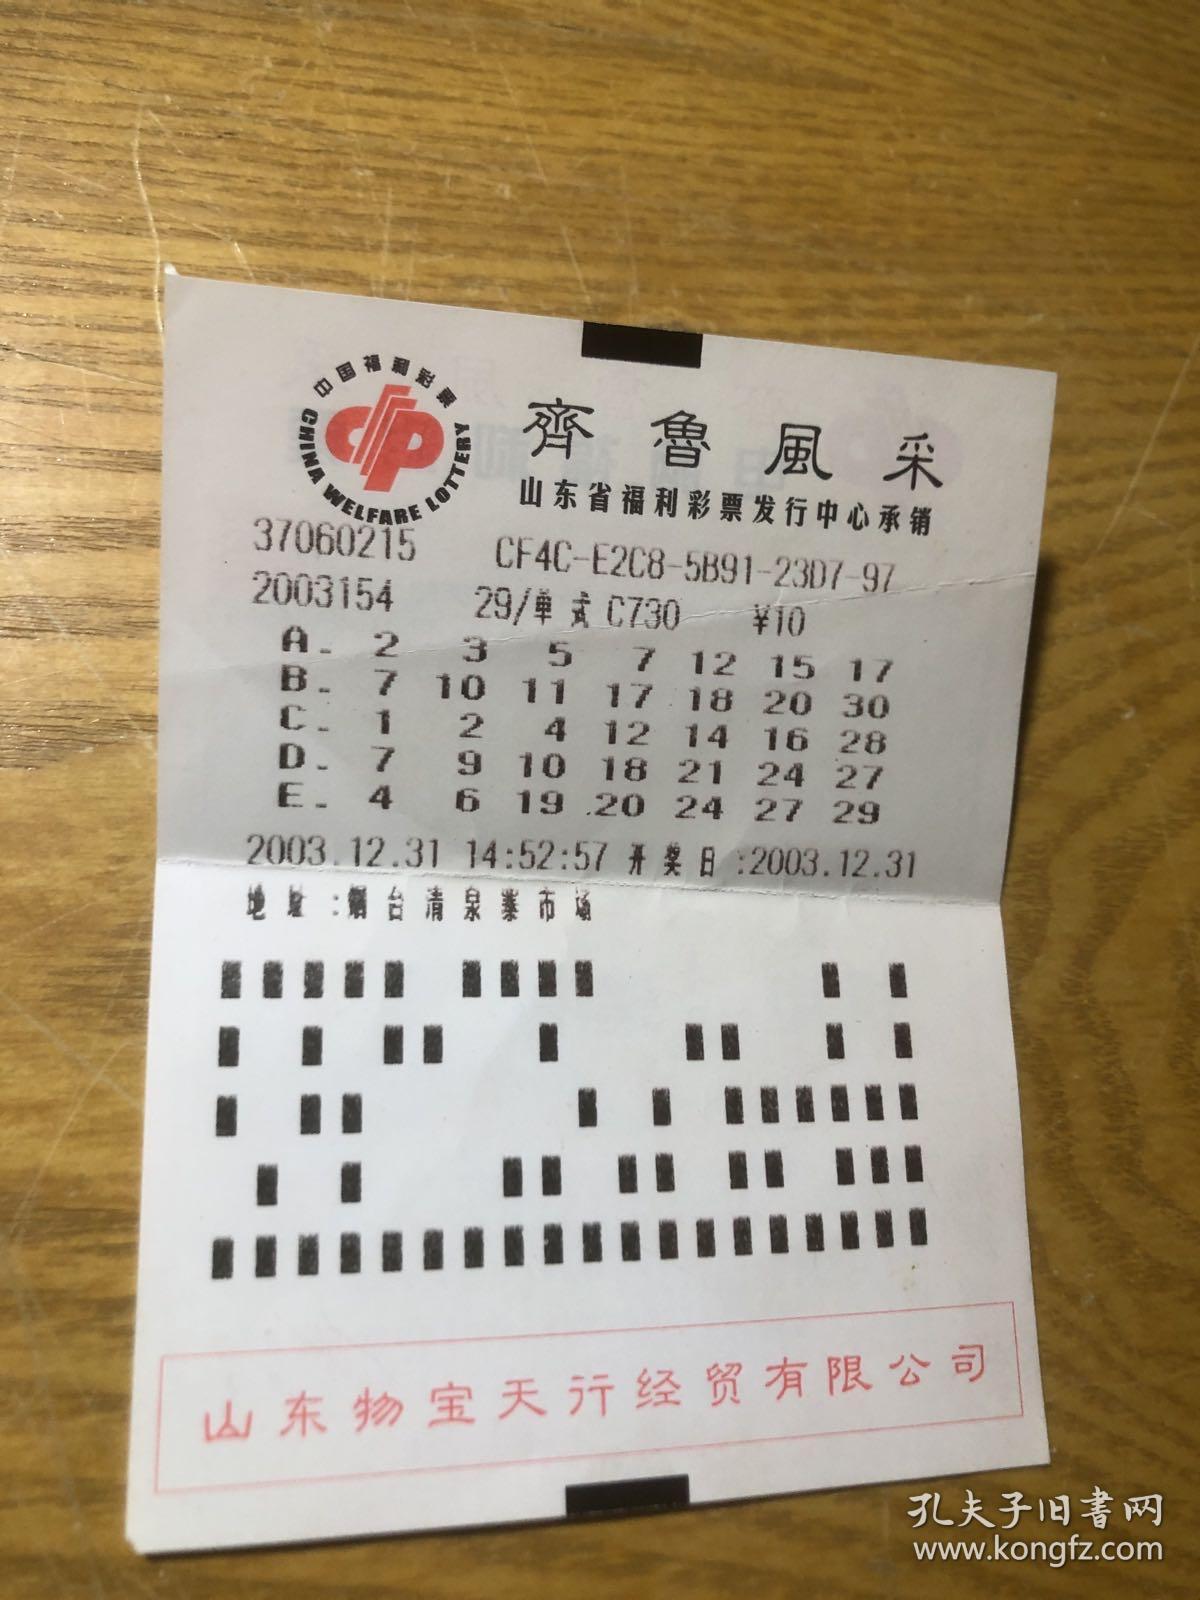 中国福利彩票
CHINA WELFARE LOTTERY
齊魯風采
山东省福利彩票发行中心承销
37060215 CF4C-E2C8-5B91-23D7-97
2003154 29/单式 C730 ¥10
A. 2 3 5 7 12 15 17
B. 7 10 11 17 18 20 30
C. 1 2 4 12 14 16 28
D. 7 9 10 18 21 24 27
E. 4 6 19 20 24 27 29
2003.12.31 14:52:57 开奖日:2003.12.31
地址:烟台清泉寨市场
山东物宝天行经贸有限公司
孔夫子旧书网
www.kongfz.com